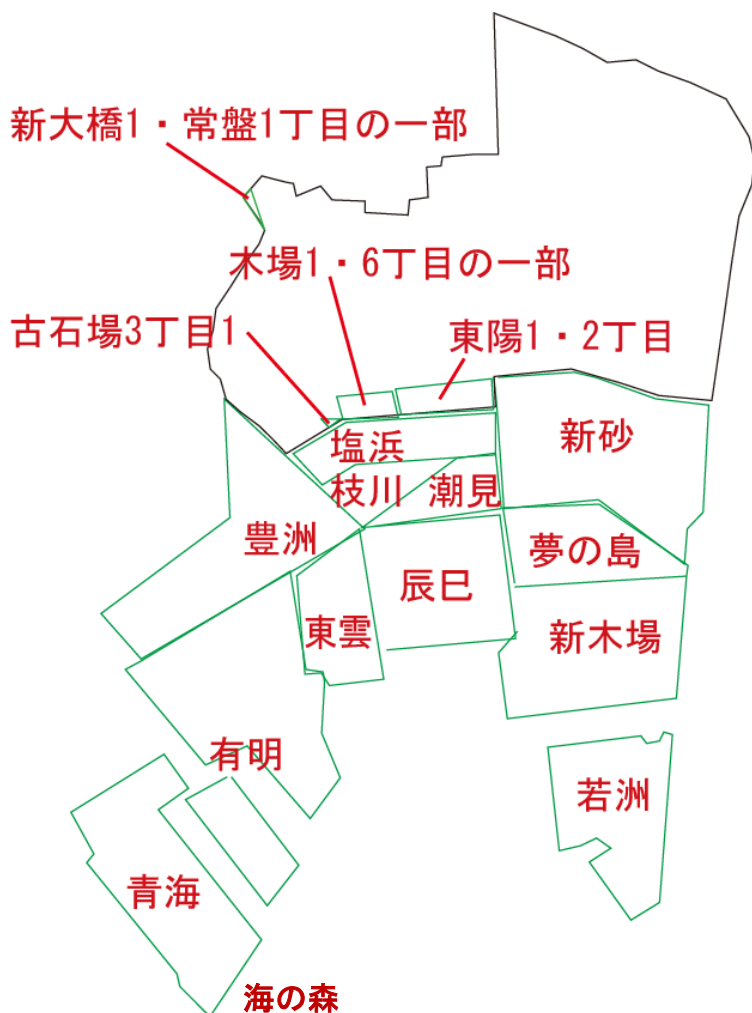 新大橋1・常盤1丁目の一部
木場1・6丁目の一部
古石場3丁目1
東陽1・2丁目
塩浜
新砂
枝川
潮見
豊洲
夢の島
辰巳
東雲
新木場
有明
若洲
青海
海の森